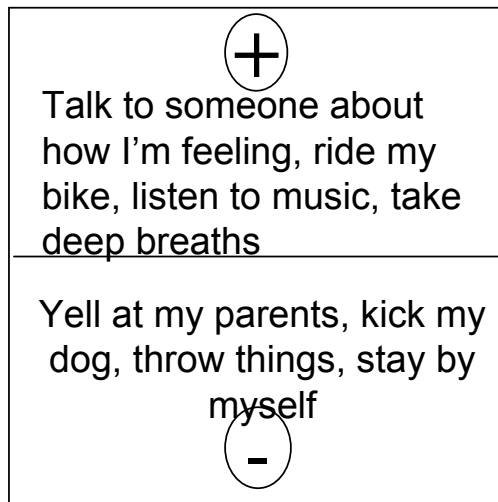 +
Talk to someone about
how I'm feeling, ride my
bike, listen to music, take
deep breaths
Yell at my parents, kick my
dog, throw things, stay by
myself
-